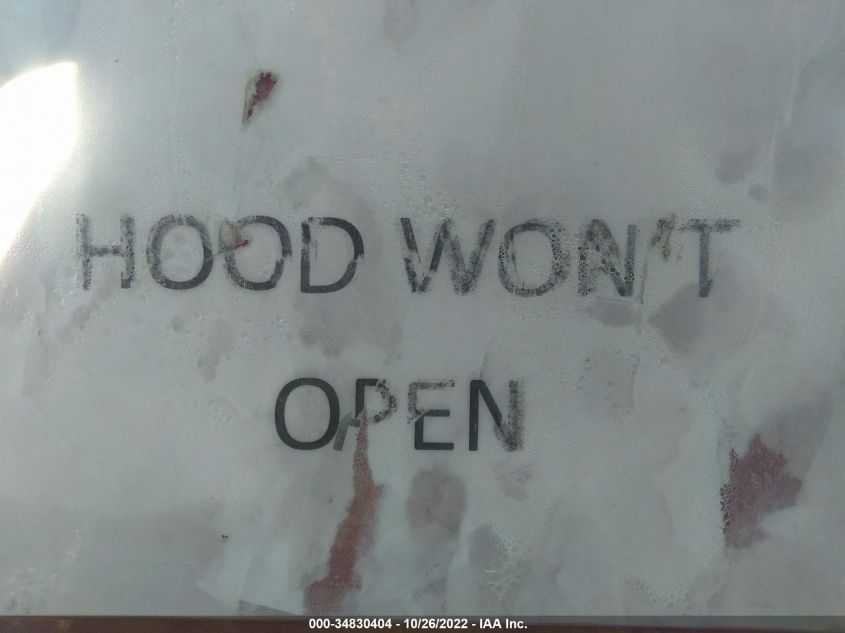 HOOD WON'T
OPEN
000-34830404 - 10/26/2022 - IAA Inc.